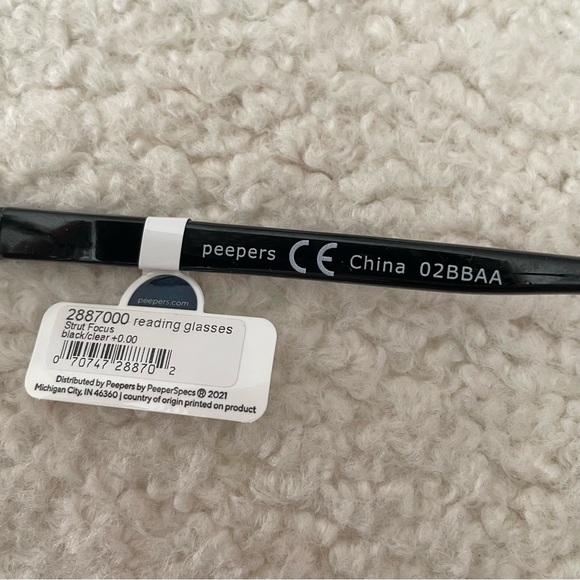 peepers CE China 02BBAA
peepers.com
2887000 reading glasses
Strut Focus
black/clear +0.00
0 70747 28870 2
Distributed by Peepers by PeeperSpecs ® 2021
Michigan City, IN 46360 | country of origin printed on product